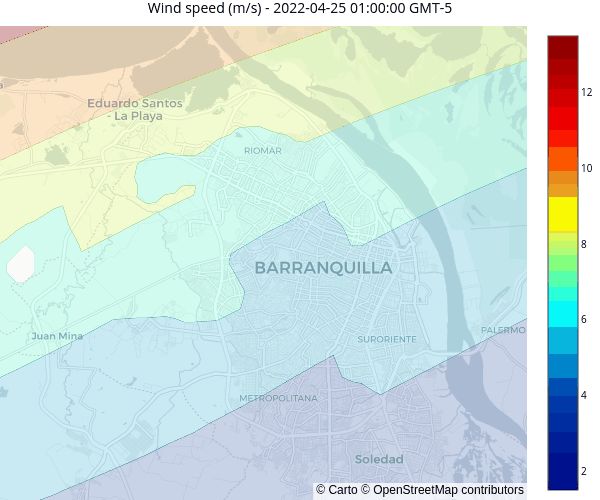 Wind speed (m/s) - 2022-04-25 01:00:00 GMT-5
Eduardo Santos
- La Playa
RIOMAR
BARRANQUILLA
Juan Mina
SURORIENTE
PALERMO
METROPOLITANA
Soledad
© Carto © OpenStreetMap contributors
12
10
8
6
4
2